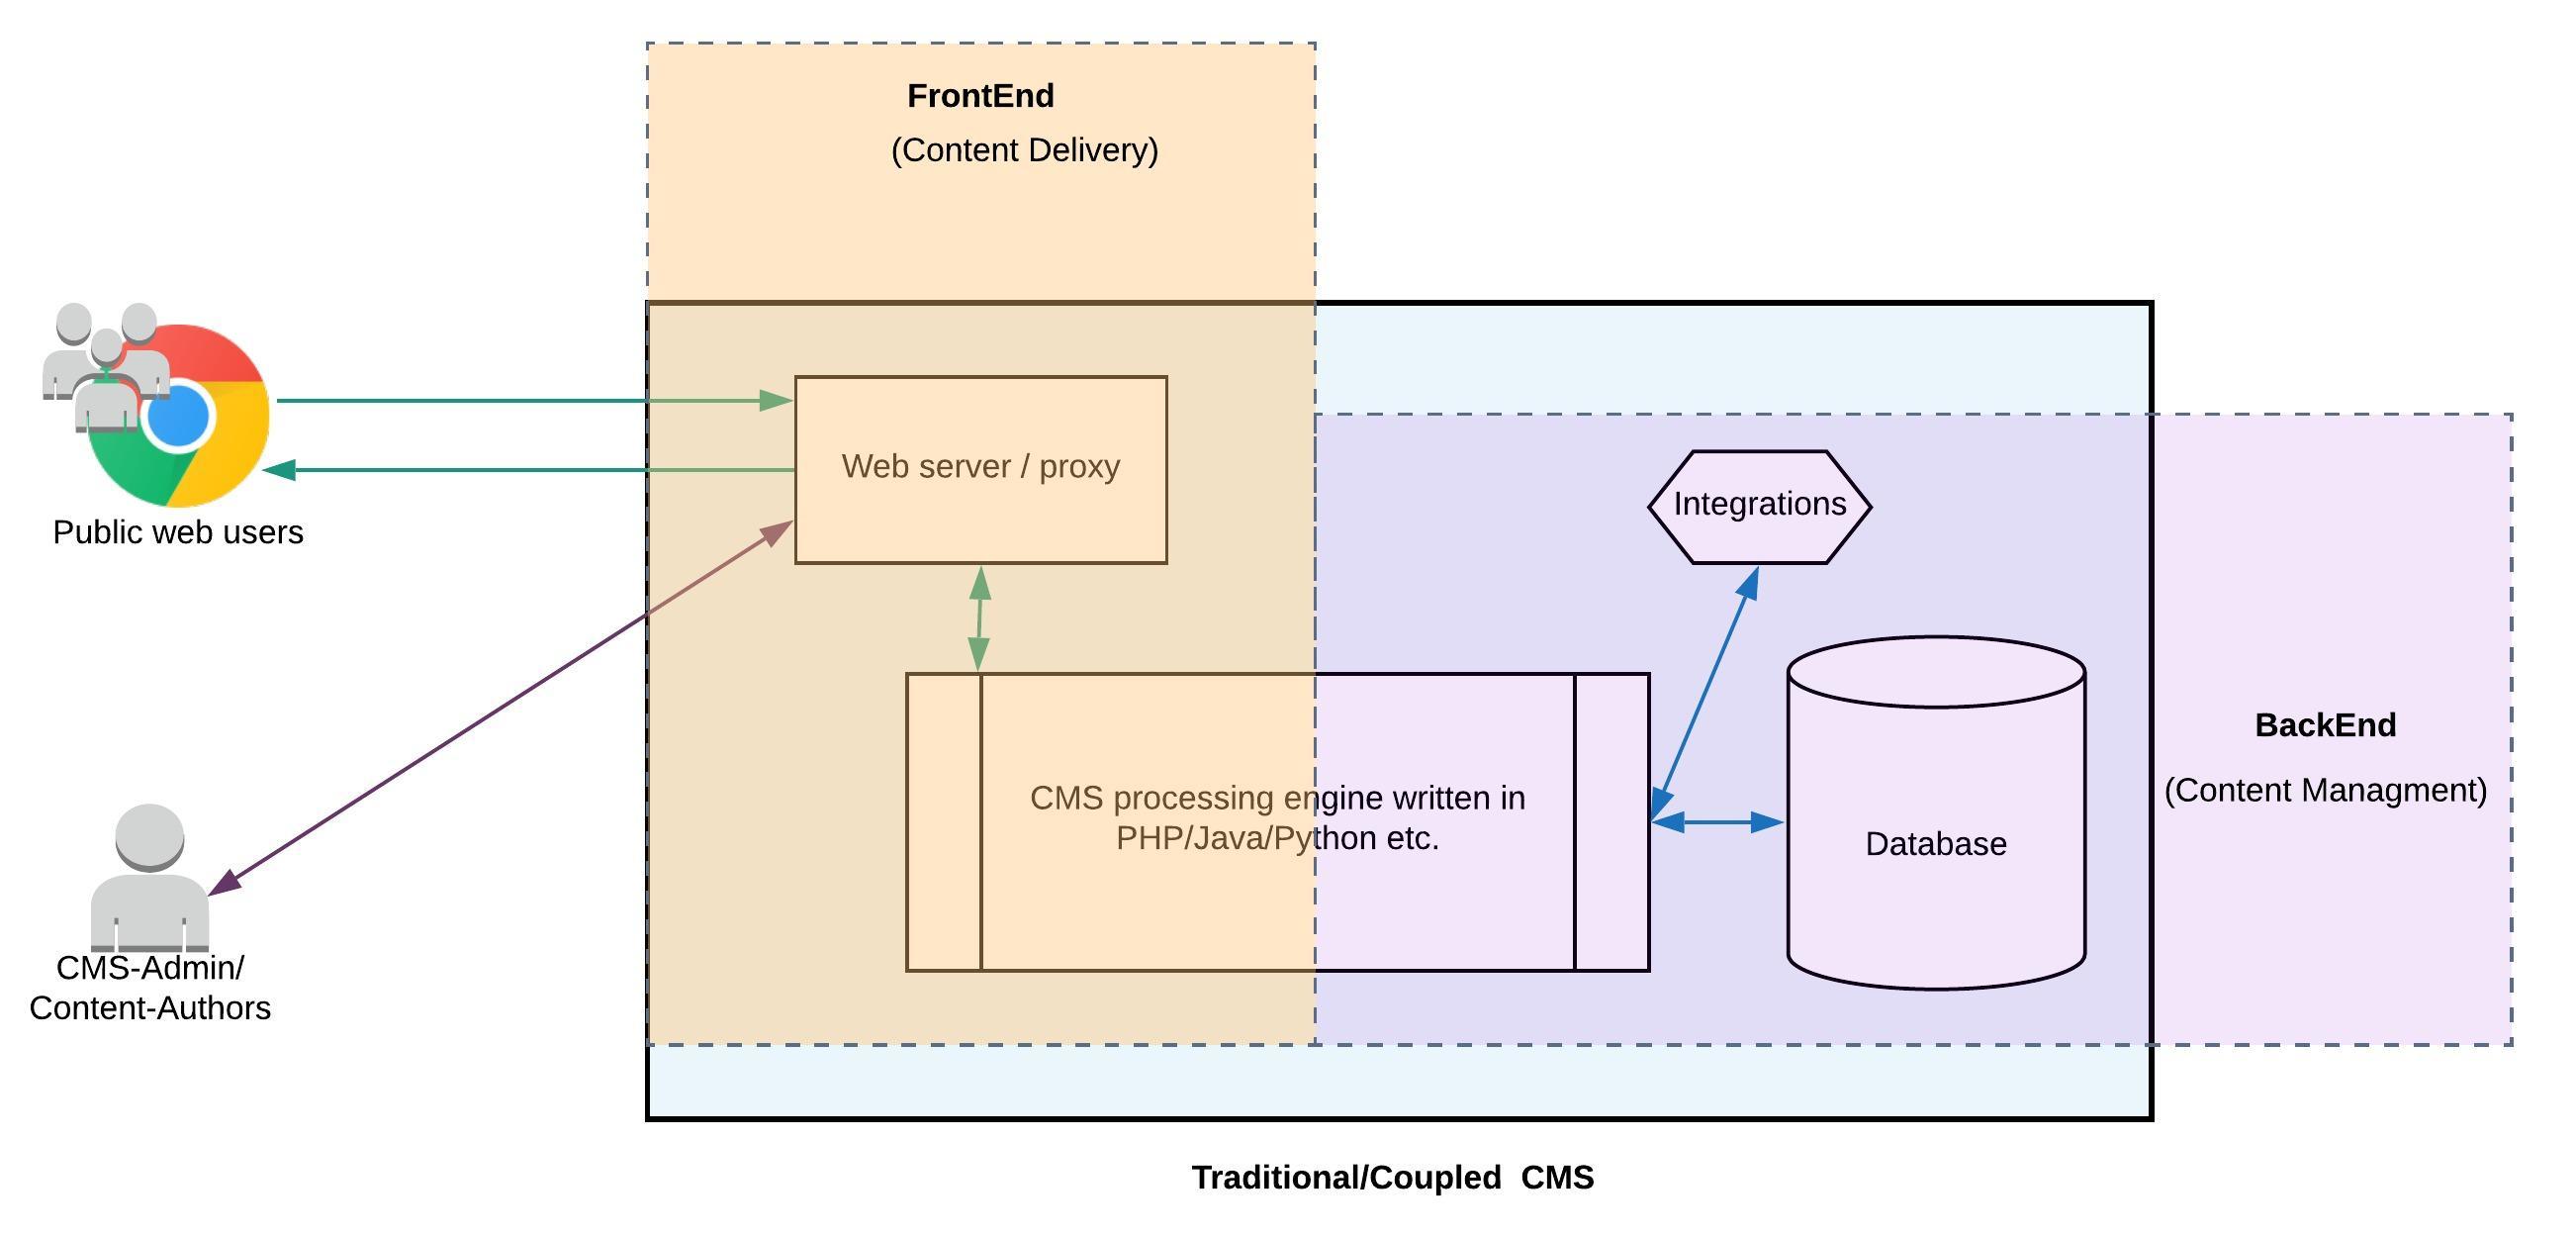 FrontEnd
(Content Delivery)
Web server / proxy
Integrations
Public web users
BackEnd
(Content Managment)
CMS processing engine written in
PHP/Java/Python etc.
Database
CMS-Admin/
Content-Authors
Traditional/Coupled  CMS